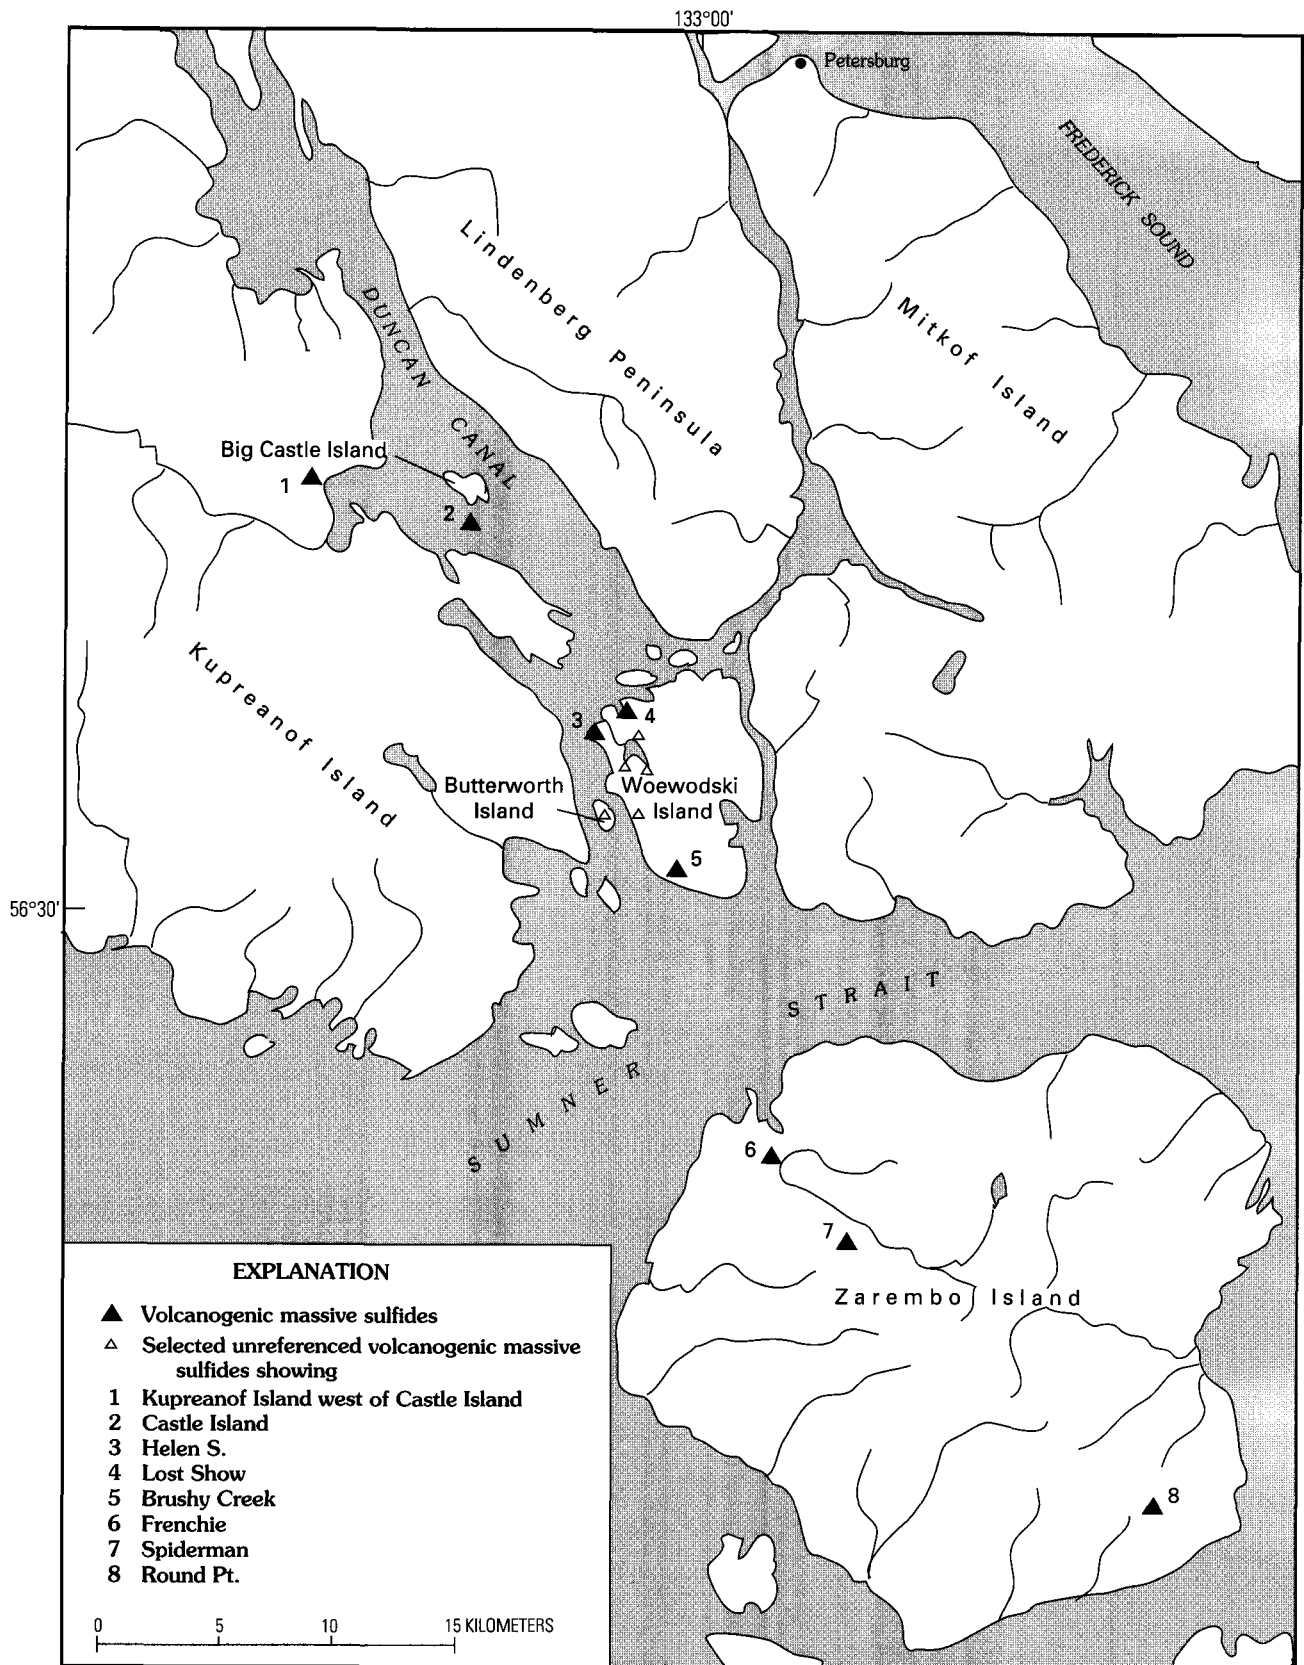 133°00'
Petersburg
FREDERICK SOUND
Lindenberg Peninsula
DUNCAN CANAL
Mitkof Island
Big Castle Island
1
2
Kupreanof Island
3
4
Butterworth
Island
Woewodski
Island
5
56°30'
SUMNER STRAIT
6
7
Zarembo Island
8
EXPLANATION
Volcanogenic massive sulfides
Selected unreferenced volcanogenic massive
sulfides showing
1 Kupreanof Island west of Castle Island
2 Castle Island
3 Helen S.
4 Lost Show
5 Brushy Creek
6 Frenchie
7 Spiderman
8 Round Pt.
0 5 10 15 KILOMETERS